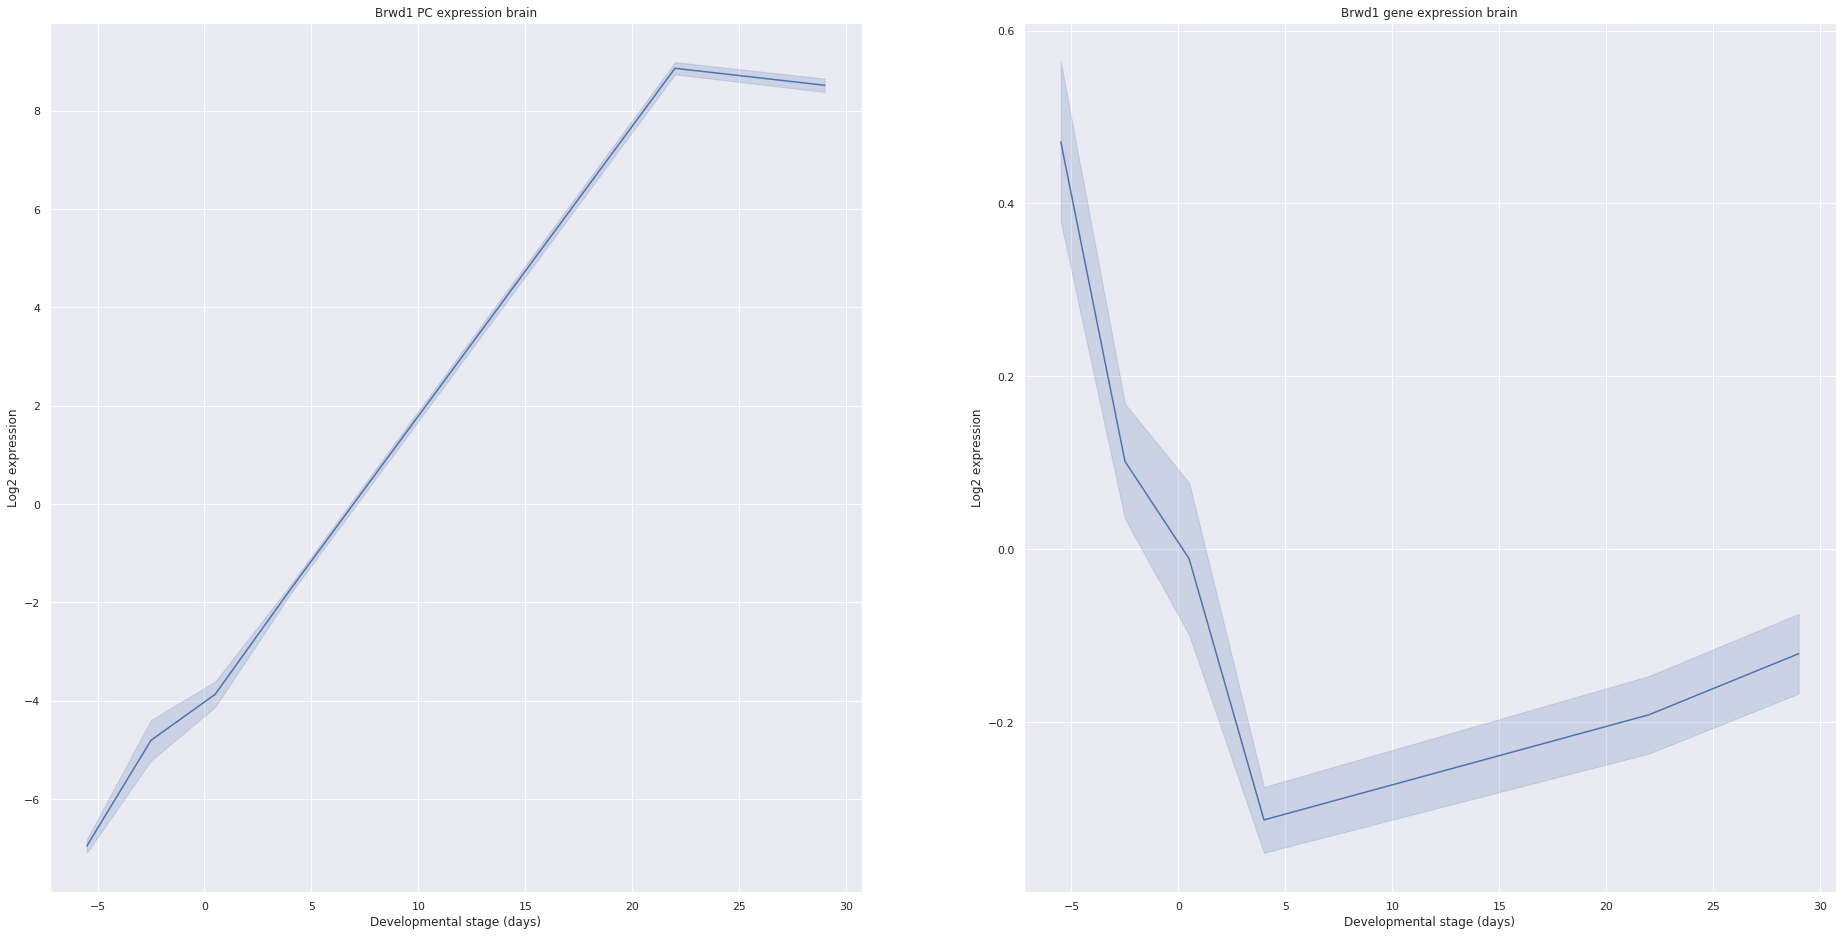 Brwd1 PC expression brain
Log2 expression
8
6
4
2
0
−2
−4
−6
−5 0 5 10 15 20 25 30
Developmental stage (days)
Brwd1 gene expression brain
Log2 expression
0.6
0.4
0.2
0.0
−0.2
−5 0 5 10 15 20 25 30
Developmental stage (days)